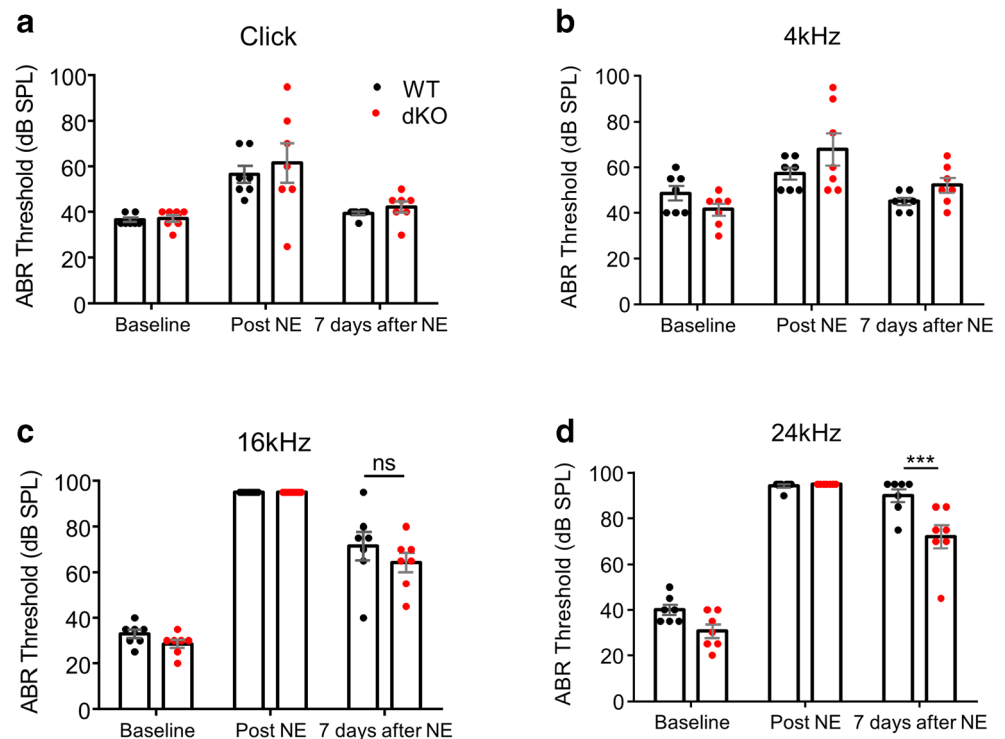 a
Click
ABR Threshold (dB SPL)
100
80
60
40
20
0
WT
dKO
Baseline
Post NE
7 days after NE
b
4kHz
ABR Threshold (dB SPL)
100
80
60
40
20
0
Baseline
Post NE
7 days after NE
c
16kHz
ABR Threshold (dB SPL)
100
80
60
40
20
0
ns
Baseline
Post NE
7 days after NE
d
24kHz
ABR Threshold (dB SPL)
100
80
60
40
20
0
***
Baseline
Post NE
7 days after NE